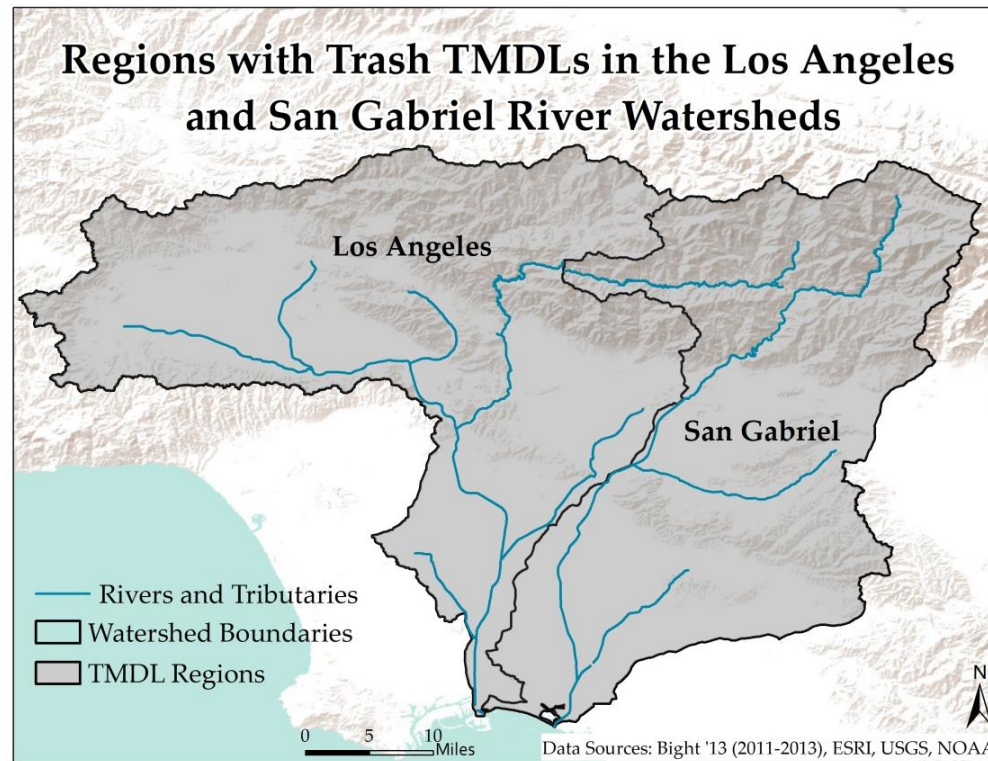 Regions with Trash TMDLs in the Los Angeles
and San Gabriel River Watersheds
Los Angeles
San Gabriel
Rivers and Tributaries
Watershed Boundaries
TMDL Regions
N
0 5 10
Miles
Data Sources: Bight '13 (2011-2013), ESRI, USGS, NOAA